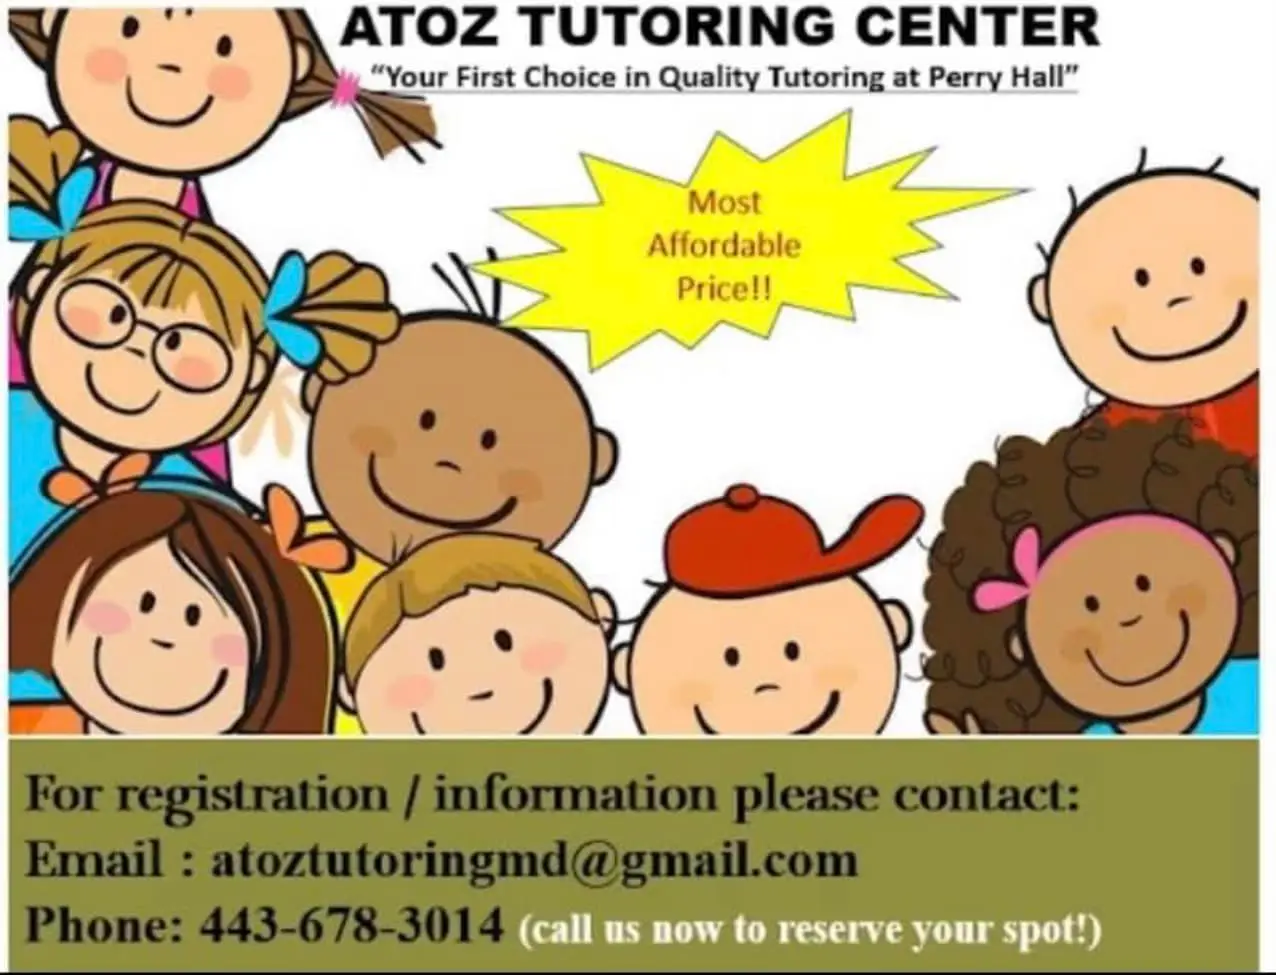 ATOZ TUTORING CENTER
“Your First Choice in Quality Tutoring at Perry Hall”
Most
Affordable
Price!!
For registration / information please contact:
Email : atoztutoringmd@gmail.com
Phone: 443-678-3014 (call us now to reserve your spot!)